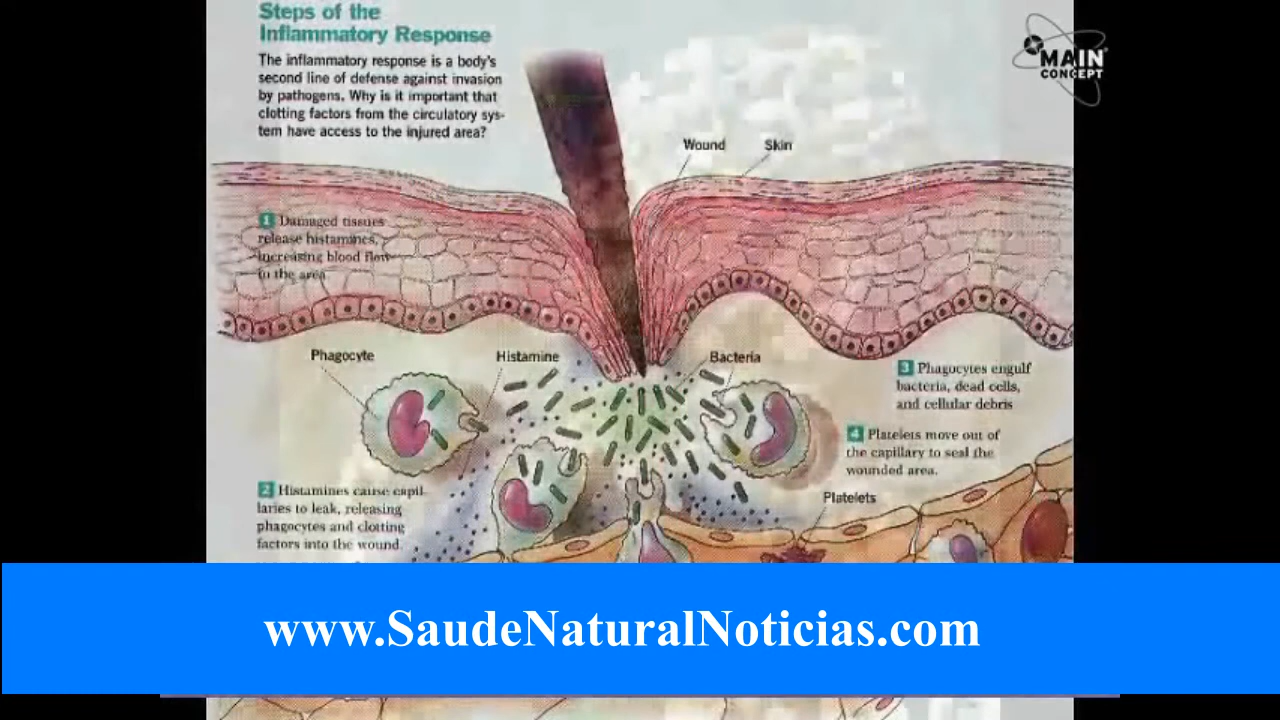 Steps of the
Inflammatory Response
The inflammatory response is a body's
second line of defense against invasion
by pathogens. Why is it important that
clotting factors from the circulatory sys-
tem have access to the injured area?
MAIN
CONCEPT
Wound
Skin
1 Damaged tissues
release histamines,
increasing blood flow
to the area
Phagocyte
Histamine
Bacteria
3 Phagocytes engulf
bacteria, dead cells,
and cellular debris
4 Platelets move out of
the capillary to seal the
wounded area.
Platelets
2 Histamines cause capil-
laries to leak, releasing
phagocytes and clotting
factors into the wound.
www.SaudeNaturalNoticias.com